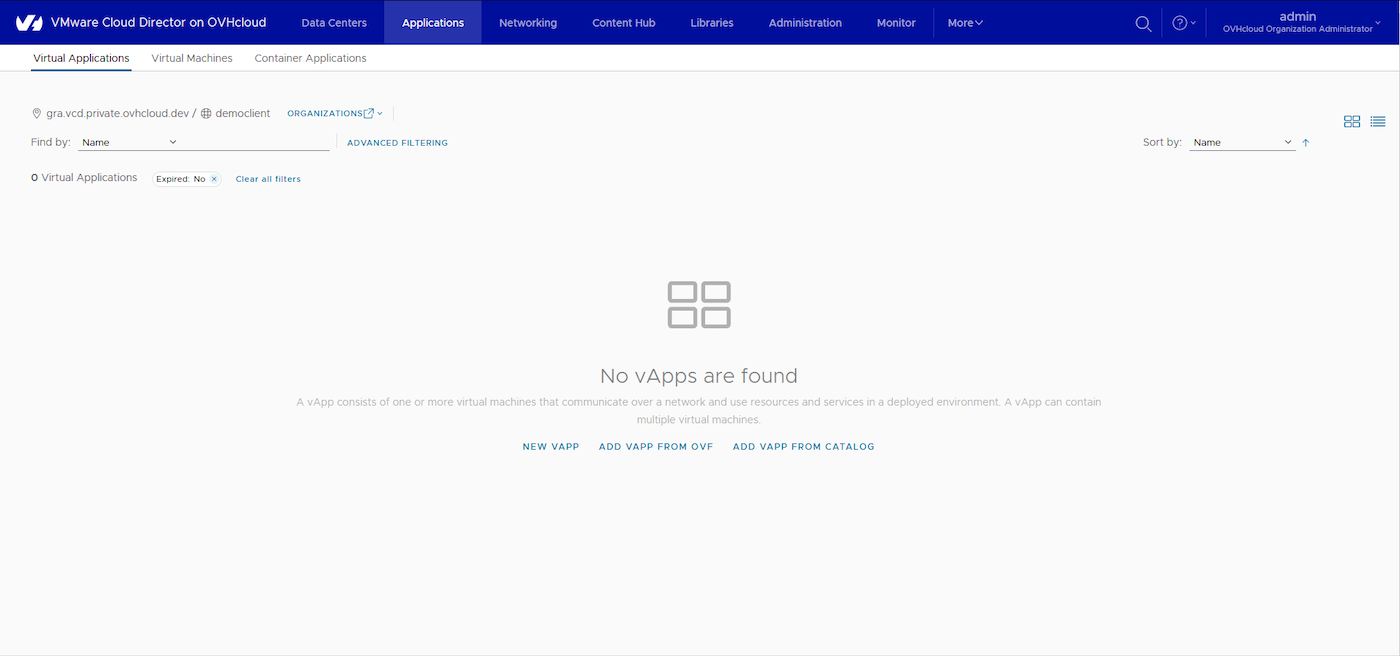 VMware Cloud Director on OVHcloud Data Centers Applications Networking Content Hub Libraries Administration Monitor More admin
OVHcloud Organization Administrator
Virtual Applications Virtual Machines Container Applications
gra.vcd.private.ovhcloud.dev / democlient ORGANIZATIONS
Find by: Name ADVANCED FILTERING Sort by: Name
0 Virtual Applications Expired: No × Clear all filters
No vApps are found
A vApp consists of one or more virtual machines that communicate over a network and use resources and services in a deployed environment. A vApp can contain
multiple virtual machines.
NEW VAPP ADD VAPP FROM OVF ADD VAPP FROM CATALOG